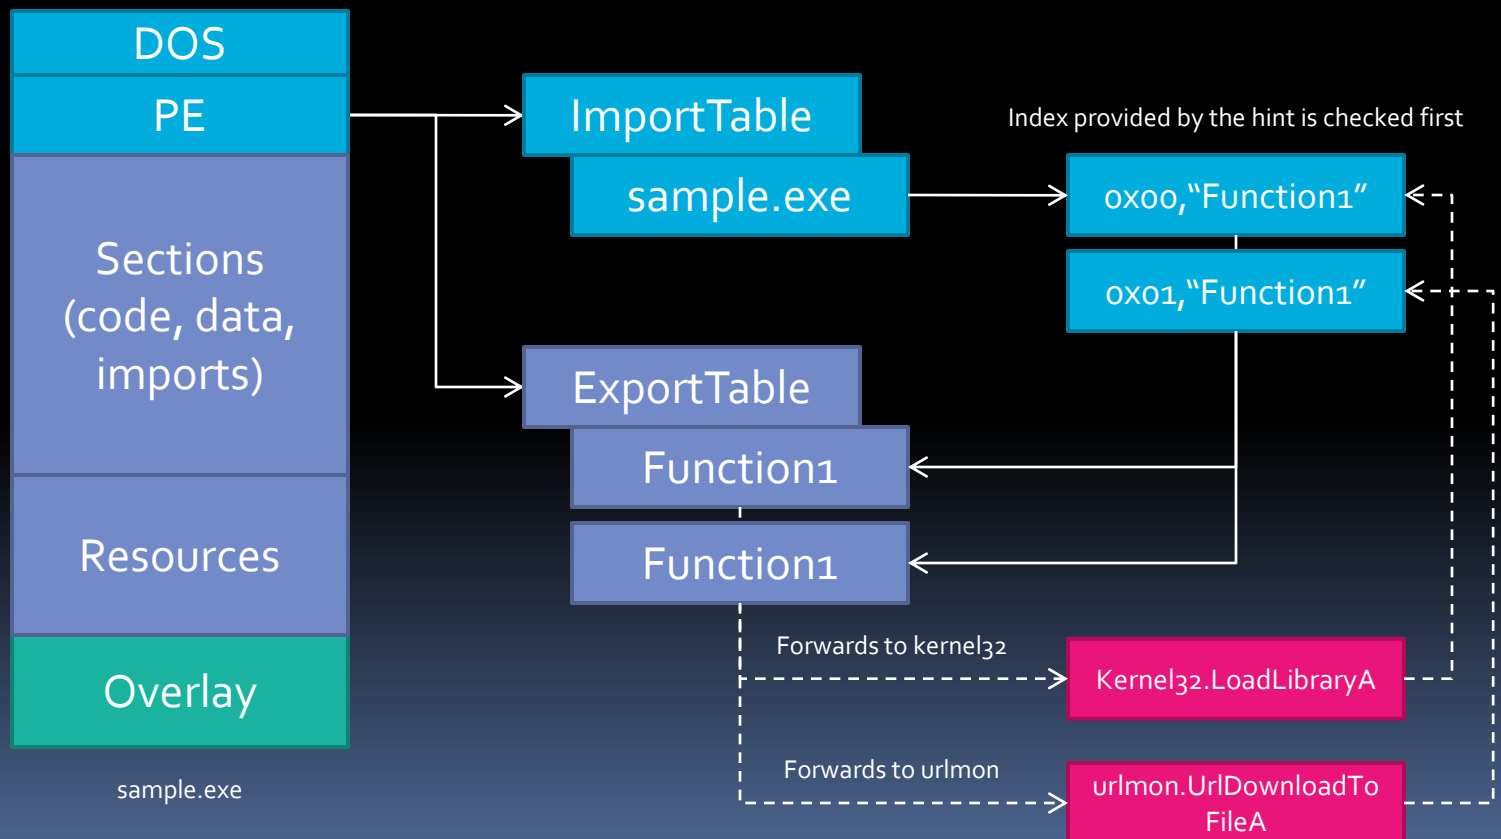 DOS
PE
Sections
(code, data,
imports)
Resources
Overlay
sample.exe
ImportTable
sample.exe
ExportTable
Function1
Function1
Index provided by the hint is checked first
0x00,“Function1”
0x01,“Function1”
Forwards to kernel32
Kernel32.LoadLibraryA
Forwards to urlmon
urlmon.UrlDownloadTo
FileA